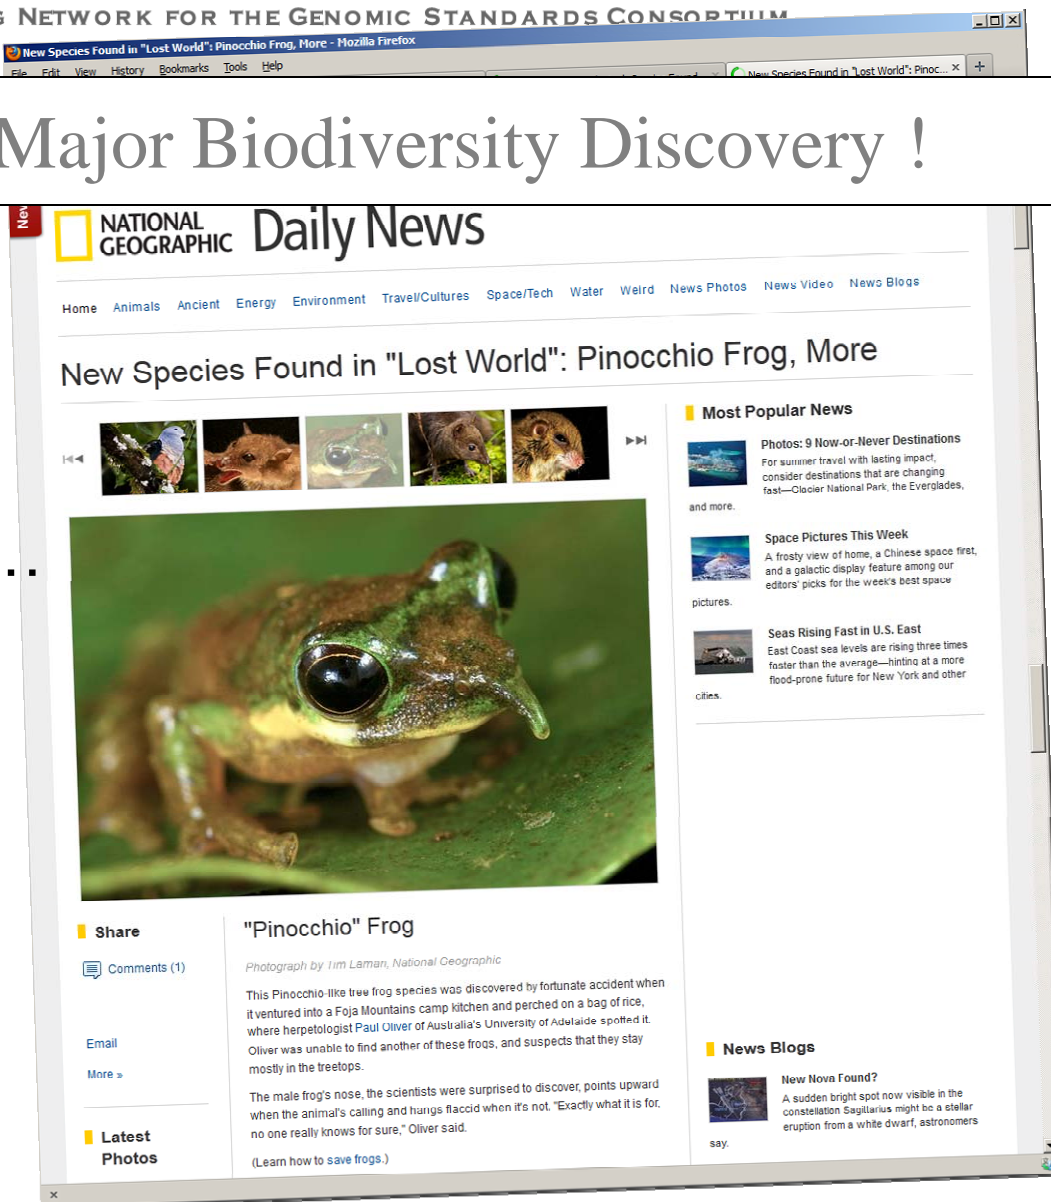 G NETWORK FOR THE GENOMIC STANDARDS CONSORTIUM
New Species Found in "Lost World": Pinocchio Frog, More - Mozilla Firefox
File Edit View History Bookmarks Tools Help
New Species Found in "Lost World": Pinoc... × +
Major Biodiversity Discovery !
New
NATIONAL
GEOGRAPHIC Daily News
Home Animals Ancient Energy Environment Travel/Cultures Space/Tech Water Weird News Photos News Video News Blogs
New Species Found in "Lost World": Pinocchio Frog, More
Most Popular News
Photos: 9 Now-or-Never Destinations
For summer travel with lasting impact,
consider destinations that are changing
fast—Glacier National Park, the Everglades,
and more.
Space Pictures This Week
A frosty view of home, a Chinese space first,
and a galactic display feature among our
editors' picks for the week's best space
pictures.
Seas Rising Fast in U.S. East
East Coast sea levels are rising three times
faster than the average—hinting at a more
flood-prone future for New York and other
cities.
..
Share
Comments (1)
Email
More »
Latest
Photos
"Pinocchio" Frog
Photograph by Tim Laman, National Geographic
This Pinocchio-like tree frog species was discovered by fortunate accident when
it ventured into a Foja Mountains camp kitchen and perched on a bag of rice,
where herpetologist Paul Oliver of Australia's University of Adelaide spotted it.
Oliver was unable to find another of these frogs, and suspects that they stay
mostly in the treetops.
The male frog's nose, the scientists were surprised to discover, points upward
when the animal's calling and hangs flaccid when it's not. "Exactly what it is for,
no one really knows for sure," Oliver said.
(Learn how to save frogs.)
News Blogs
New Nova Found?
A sudden bright spot now visible in the
constellation Sagittarius might be a stellar
eruption from a white dwarf, astronomers
say.